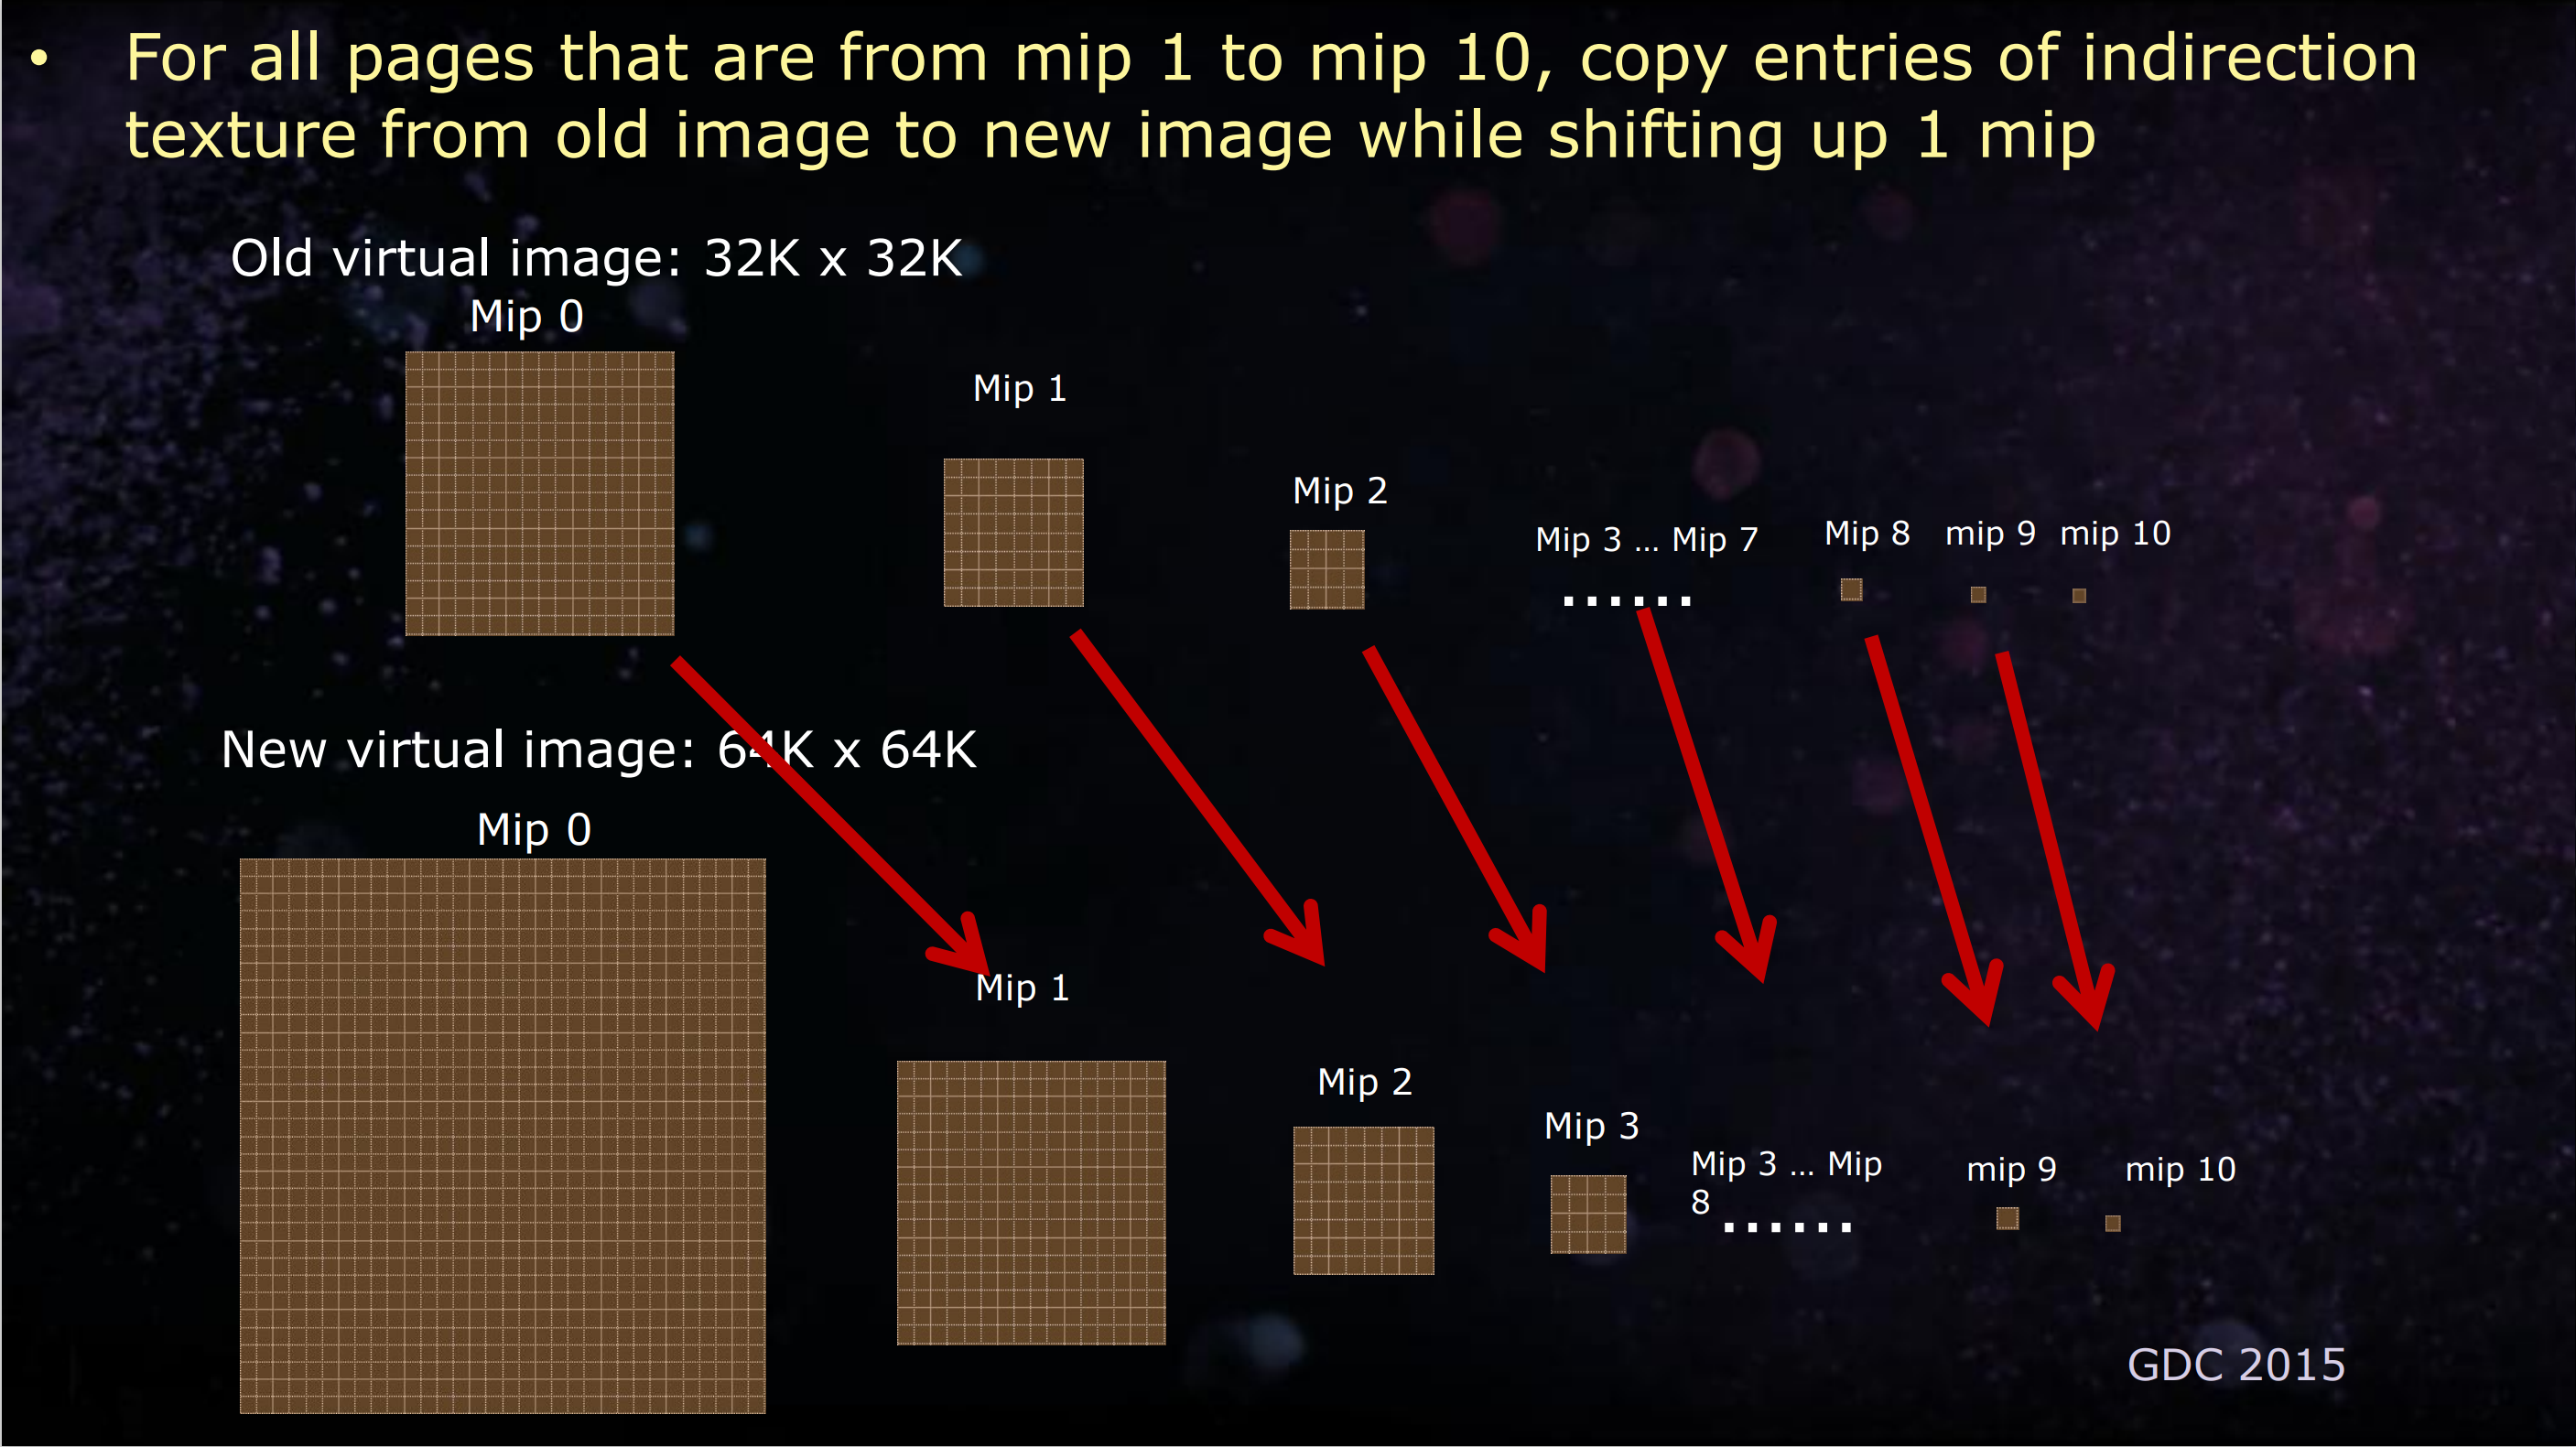 • For all pages that are from mip 1 to mip 10, copy entries of indirection
texture from old image to new image while shifting up 1 mip
Old virtual image: 32K x 32K
Mip 0
Mip 1
Mip 2
Mip 3 ... Mip 7
Mip 8
mip 9
mip 10
......
New virtual image: 64K x 64K
Mip 0
Mip 1
Mip 2
Mip 3
Mip 3 ... Mip
8
......
mip 9
mip 10
GDC 2015